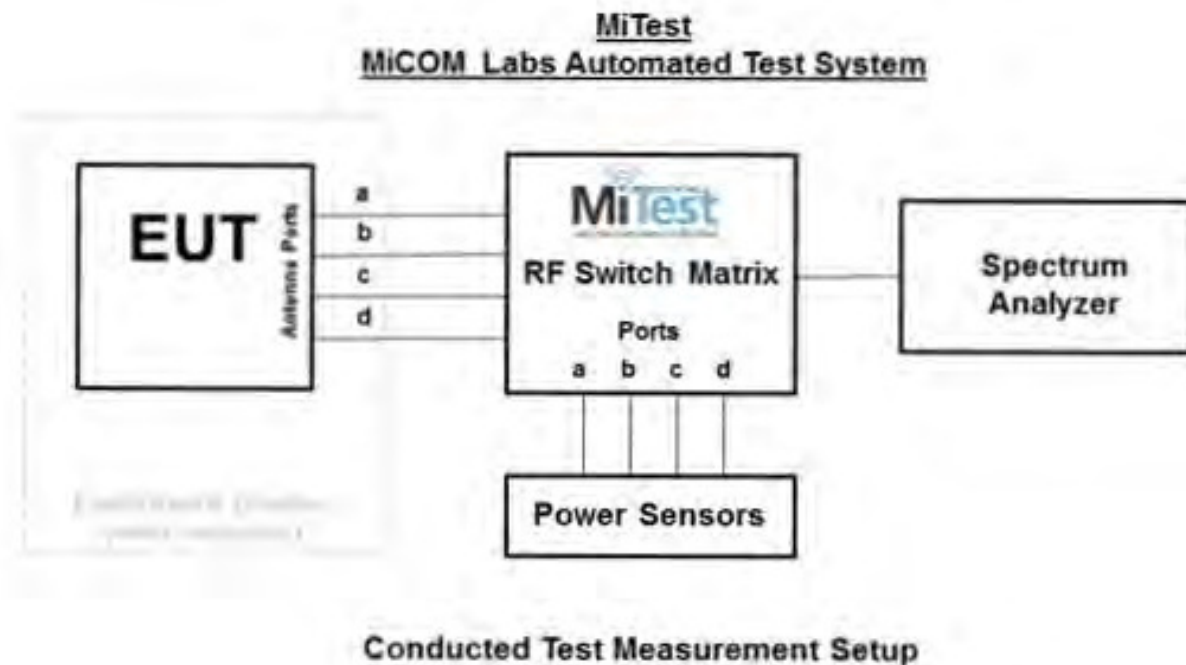 MiTest
MiCOM Labs Automated Test System
EUT
Antenna Ports
a
b
c
d
MiTest
RF Switch Matrix
Ports
a b c d
Spectrum
Analyzer
Power Sensors
Conducted Test Measurement Setup